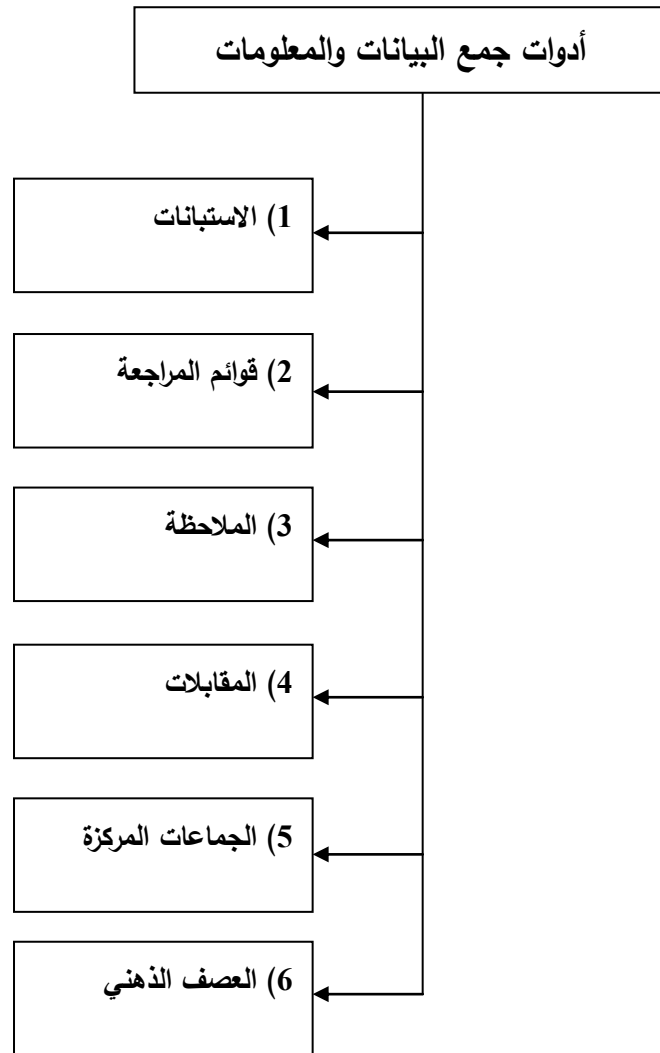 أدوات جمع البيانات والمعلومات
1) الاستبانات
2) قوائم المراجعة
3) الملاحظة
4) المقابلات
5) الجماعات المركزة
6) العصف الذهني